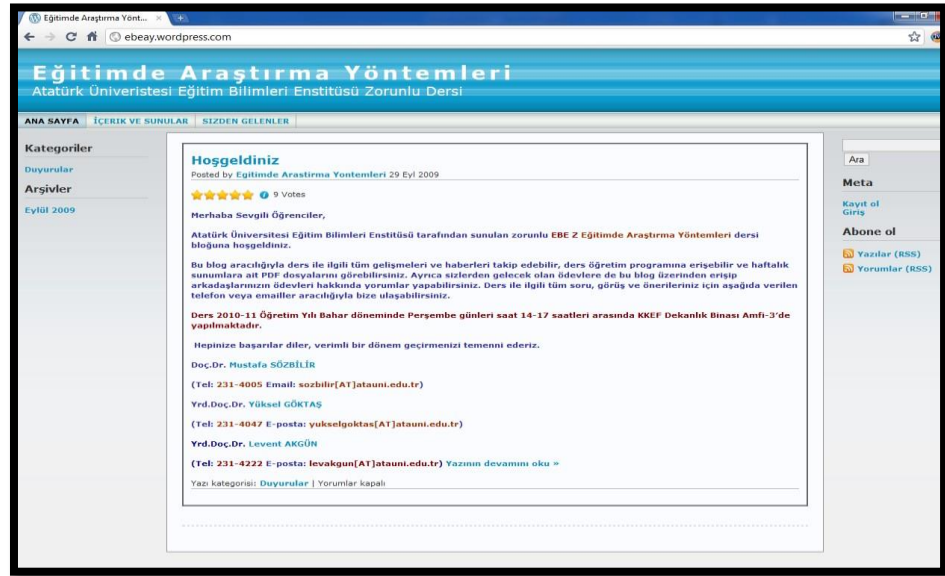 Eğitimde Araştırma Yönt...
ebeay.wordpress.com
Eğitimde Araştırma Yöntemleri
Atatürk Üniveristesi Eğitim Bilimleri Enstitüsü Zorunlu Dersi
ANA SAYFA İÇERIK VE SUNULAR SIZDEN GELENLER
Kategoriler
Duyurular
Arşivler
Eylül 2009
Hoşgeldiniz
Posted by Egitimde Arastirma Yontemleri 29 Eyl 2009
9 Votes
Merhaba Sevgili Öğrenciler,
Atatürk Üniversitesi Eğitim Bilimleri Enstitüsü tarafından sunulan zorunlu EBE Z Eğitimde Araştırma Yöntemleri dersi
bloğuna hoşgeldiniz.
Bu blog aracılığıyla ders ile ilgili tüm gelişmeleri ve haberleri takip edebilir, ders öğretim programına erişebilir ve haftalık
sunumlara ait PDF dosyalarını görebilirsiniz. Ayrıca sizlerden gelecek olan ödevlere de bu blog üzerinden erişip
arkadaşlarınızın ödevleri hakkında yorumlar yapabilirsiniz. Ders ile ilgili tüm soru, görüş ve önerileriniz için aşağıda verilen
telefon veya emailler aracılığıyla bize ulaşabilirsiniz.
Ders 2010-11 Öğretim Yılı Bahar döneminde Perşembe günleri saat 14-17 saatleri arasında KKEF Dekanlık Binası Amfi-3’de
yapılmaktadır.
Hepinize başarılar diler, verimli bir dönem geçirmenizi temenni ederiz.
Doç.Dr. Mustafa SÖZBİLİR
(Tel: 231-4005 Email: sozbilir[AT]atauni.edu.tr)
Yrd.Doç.Dr. Yüksel GÖKTAŞ
(Tel: 231-4047 E-posta: yukselgoktas[AT]atauni.edu.tr)
Yrd.Doç.Dr. Levent AKGÜN
(Tel: 231-4222 E-posta: levakgun[AT]atauni.edu.tr) Yazının devamını oku »
Yazı kategorisi: Duyurular | Yorumlar kapalı
Ara
Meta
Kayıt ol
Giriş
Abone ol
Yazılar (RSS)
Yorumlar (RSS)